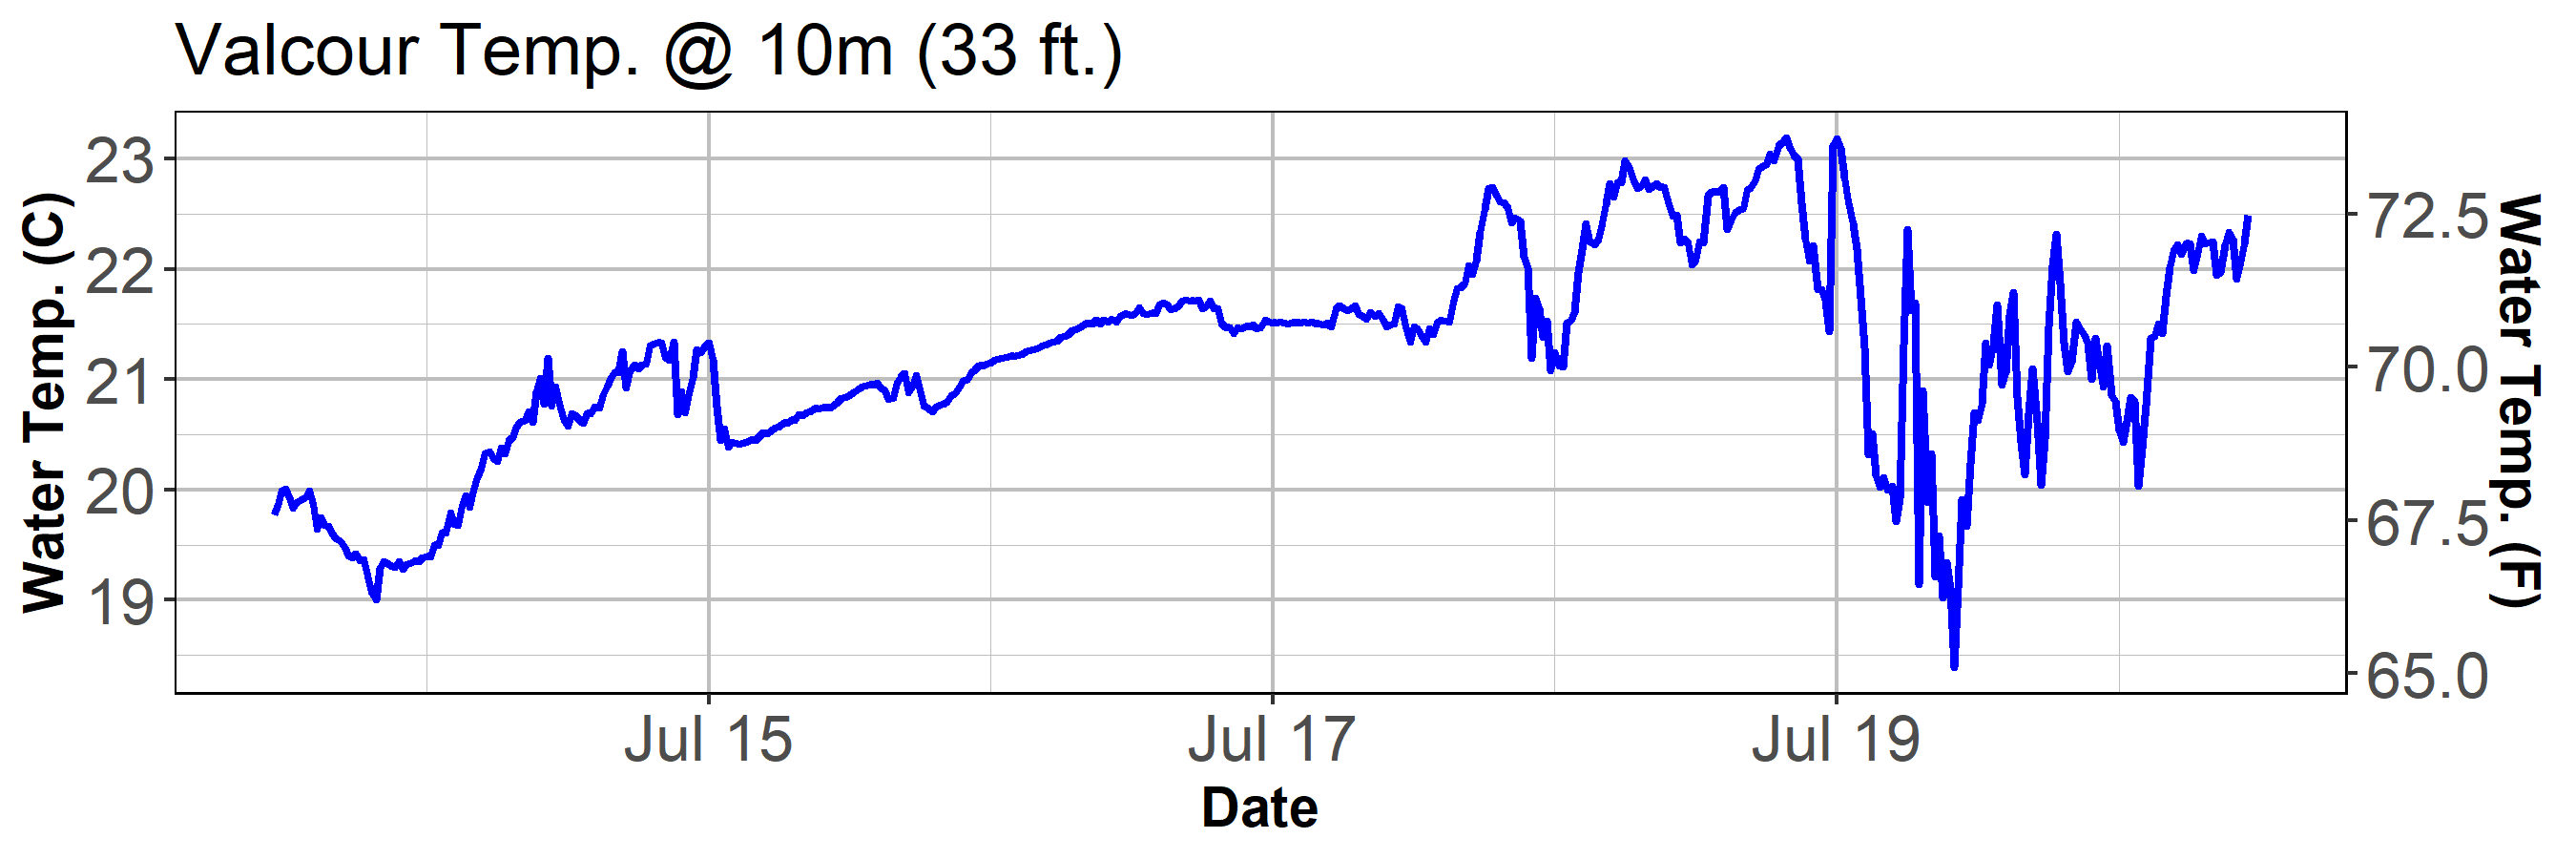 Valcour Temp. @ 10m (33 ft.)
Water Temp. (C)
23
22
21
20
19
72.5
70.0
67.5
65.0
Water Temp. (F)
Jul 15
Jul 17
Jul 19
Date